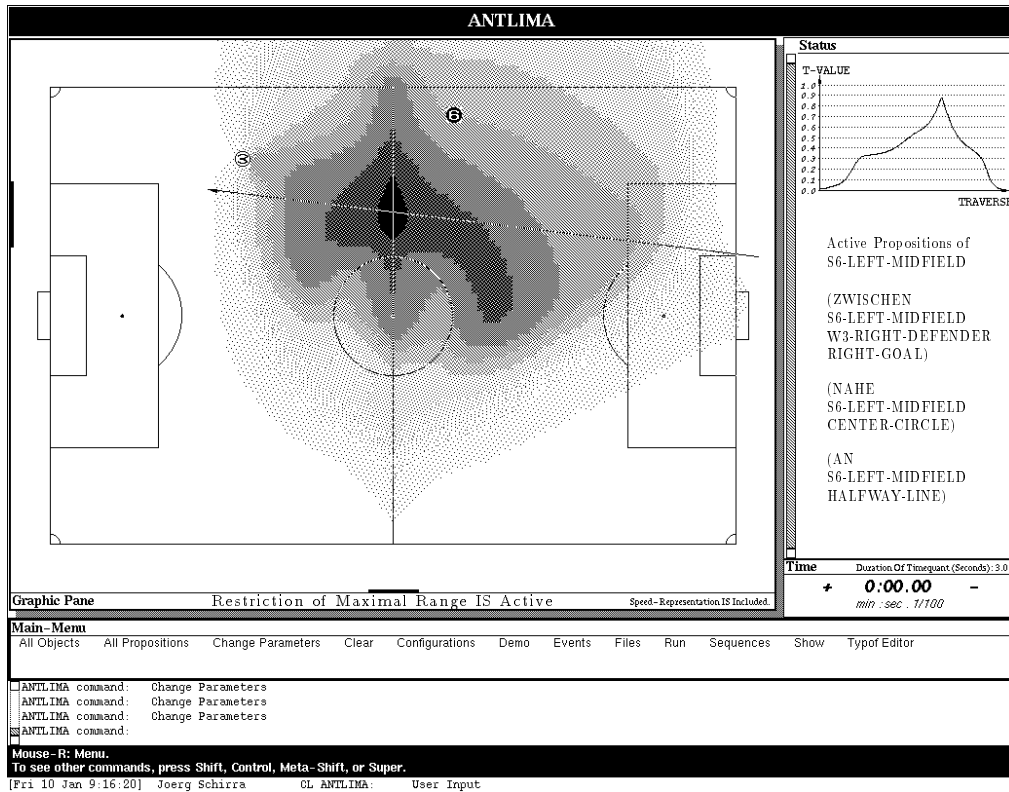 ANTLIMA
③
6
Graphic Pane
Restriction of Maximal Range IS Active
Speed-Representation IS Included.
Status
T-VALUE
1.0
0.9
0.8
0.7
0.6
0.5
0.4
0.3
0.2
0.1
0.0
TRAVERSE
Active Propositions of
S6-LEFT-MIDFIELD
(ZWISCHEN
S6-LEFT-MIDFIELD
W3-RIGHT-DEFENDER
RIGHT-GOAL)
(NAHE
S6-LEFT-MIDFIELD
CENTER-CIRCLE)
(AN
S6-LEFT-MIDFIELD
HALFWAY-LINE)
Time Duration Of Timequant (Seconds): 3.0
+ 0:00.00 -
min : sec . 1/100
Main-Menu
All Objects All Propositions Change Parameters Clear Configurations Demo Events Files Run Sequences Show Typof Editor
ANTLIMA command: Change Parameters
ANTLIMA command: Change Parameters
ANTLIMA command: Change Parameters
ANTLIMA command:
Mouse-R: Menu.
To see other commands, press Shift, Control, Meta-Shift, or Super.
[Fri 10 Jan 9:16:20] Joerg Schirra CL ANTLIMA: User Input